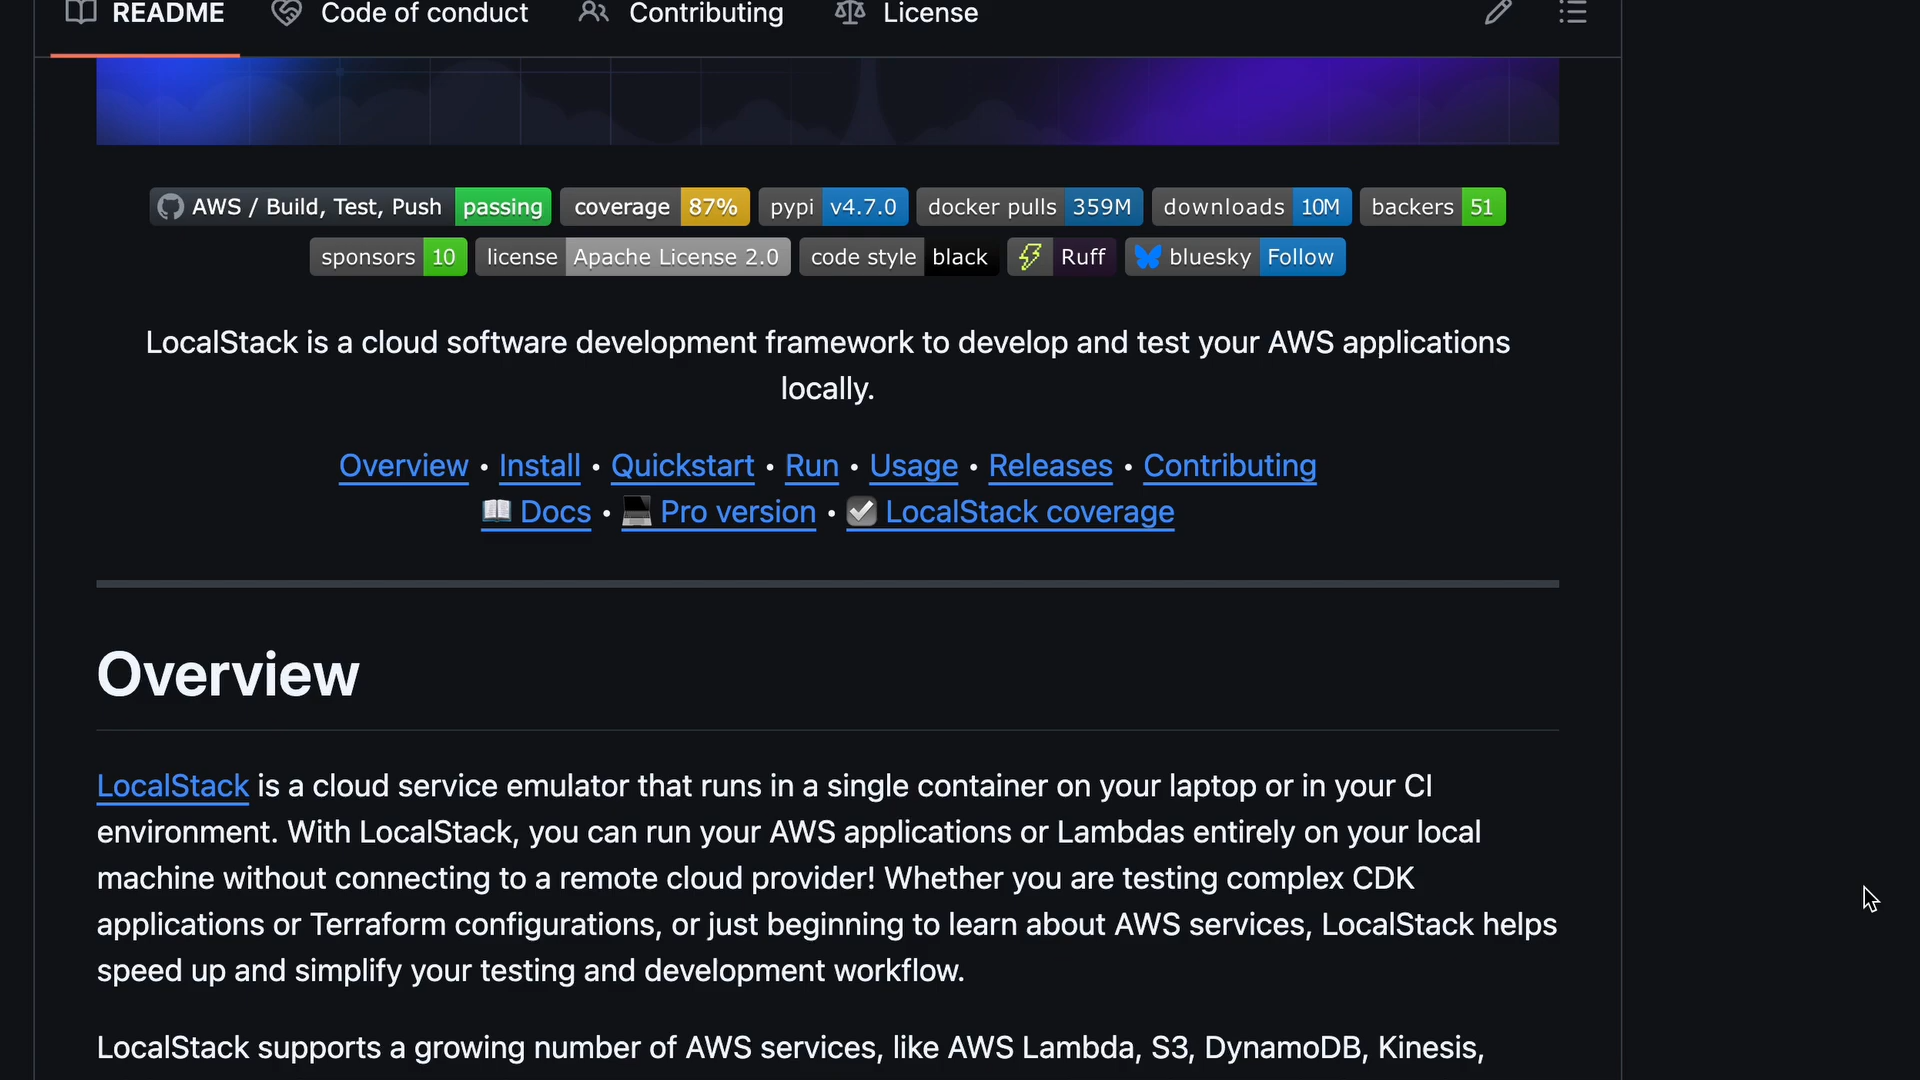 README Code of conduct Contributing License
AWS / Build, Test, Push passing coverage 87% pypi v4.7.0 docker pulls 359M downloads 10M backers 51
sponsors 10 license Apache License 2.0 code style black Ruff bluesky Follow
LocalStack is a cloud software development framework to develop and test your AWS applications
locally.
Overview • Install • Quickstart • Run • Usage • Releases • Contributing
📖 Docs • 💻 Pro version • ☑️ LocalStack coverage
Overview
LocalStack is a cloud service emulator that runs in a single container on your laptop or in your CI
environment. With LocalStack, you can run your AWS applications or Lambdas entirely on your local
machine without connecting to a remote cloud provider! Whether you are testing complex CDK
applications or Terraform configurations, or just beginning to learn about AWS services, LocalStack helps
speed up and simplify your testing and development workflow.
LocalStack supports a growing number of AWS services, like AWS Lambda, S3, DynamoDB, Kinesis,